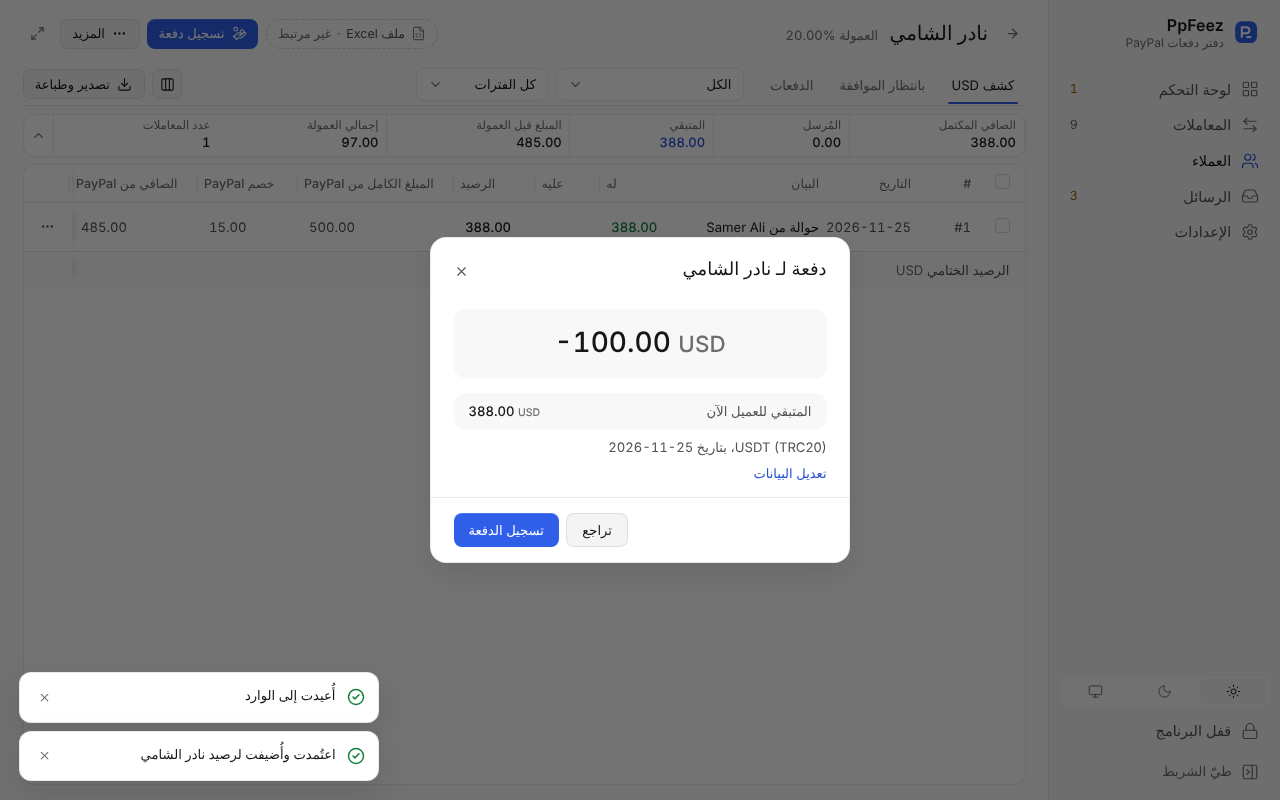 PpFeez
دفتر دفعات PayPal
لوحة التحكم 1
المعاملات 9
العملاء
الرسائل 3
الإعدادات
قفل البرنامج
طيّ الشريط
نادر الشامي العمولة 20.00%
ملف Excel · غير مرتبط
تسجيل دفعة
المزيد
كشف USD
بانتظار الموافقة
الدفعات
الكل
كل الفترات
تصدير وطباعة
الصافي المكتمل
388.00
المُرسل
0.00
المتبقي
388.00
المبلغ قبل العمولة
485.00
إجمالي العمولة
97.00
عدد المعاملات
1
# التاريخ البيان له عليه الرصيد المبلغ الكامل من PayPal خصم PayPal الصافي من PayPal
#1 2026-11-25 حوالة من Samer Ali 388.00 388.00 500.00 15.00 485.00
الرصيد الختامي USD
دفعة لـ نادر الشامي
-100.00 USD
المتبقي للعميل الآن 388.00 USD
USDT (TRC20)، بتاريخ 2026-11-25
تعديل البيانات
تراجع
تسجيل الدفعة
أُعيدت إلى الوارد
اعتُمدت وأُضيفت لرصيد نادر الشامي